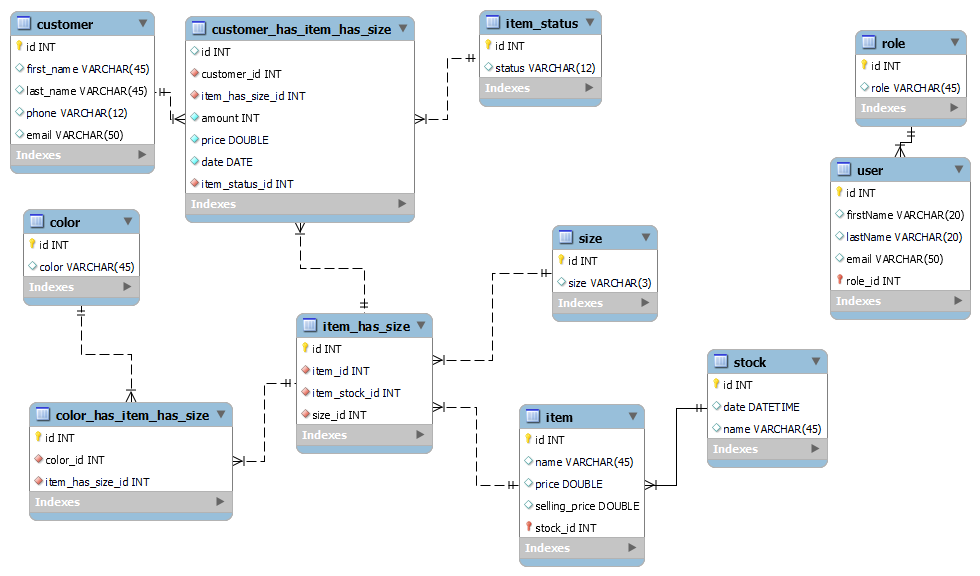 customer
id INT
first_name VARCHAR(45)
last_name VARCHAR(45)
phone VARCHAR(12)
email VARCHAR(50)
Indexes
customer_has_item_has_size
id INT
customer_id INT
item_has_size_id INT
amount INT
price DOUBLE
date DATE
item_status_id INT
Indexes
item_status
id INT
status VARCHAR(12)
Indexes
role
id INT
role VARCHAR(45)
Indexes
user
id INT
firstName VARCHAR(20)
lastName VARCHAR(20)
email VARCHAR(50)
role_id INT
Indexes
color
id INT
color VARCHAR(45)
Indexes
size
id INT
size VARCHAR(3)
Indexes
item_has_size
id INT
item_id INT
item_stock_id INT
size_id INT
Indexes
stock
id INT
date DATETIME
name VARCHAR(45)
Indexes
color_has_item_has_size
id INT
color_id INT
item_has_size_id INT
Indexes
item
id INT
name VARCHAR(45)
price DOUBLE
selling_price DOUBLE
stock_id INT
Indexes